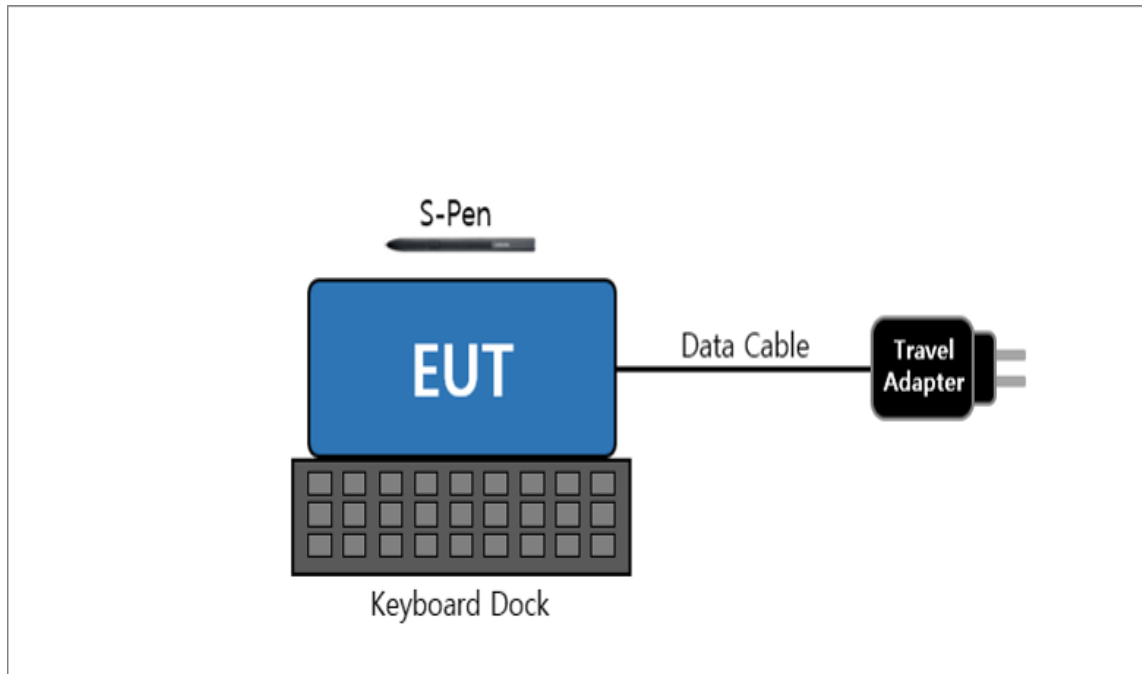 S-Pen
EUT
Data Cable
Travel
Adapter
Keyboard Dock